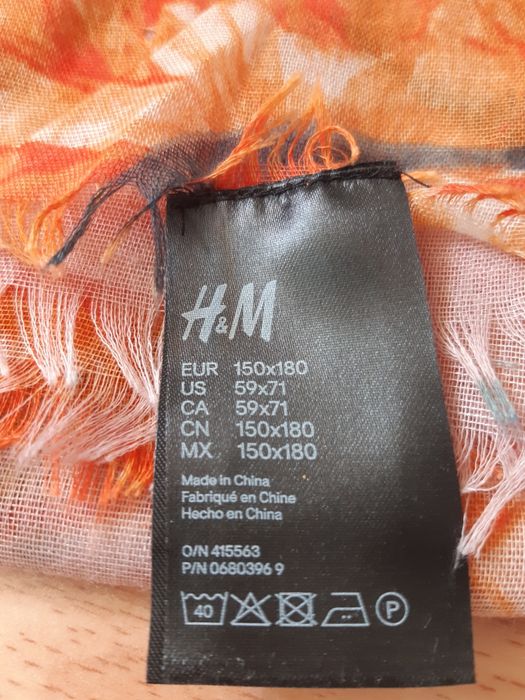 H&M
EUR 150x180
US 59x71
CA 59x71
CN 150x180
MX 150x180
Made in China
Fabriqué en Chine
Hecho en China
O/N 415563
P/N 0680396 9
40 P